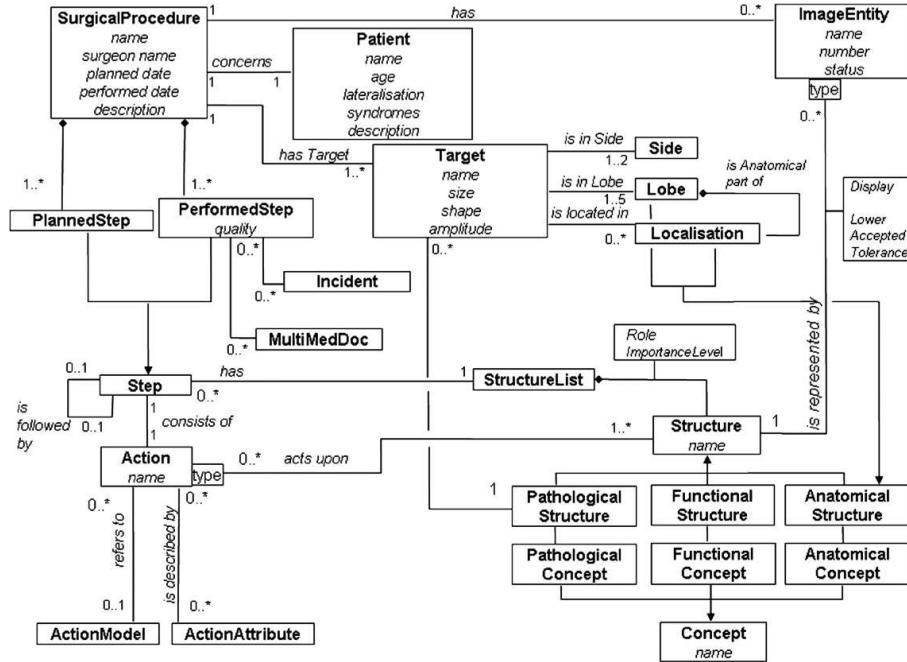 SurgicalProcedure
name
surgeon name
planned date
performed date
description
1
has
0..*
ImageEntity
name
number
status
type
0..*
concerns
1
1
Patient
name
age
lateralisation
syndromes
description
1
has Target
1..*
Target
name
size
shape
amplitude
is in Side
1..2
Side
is in Lobe
1..5
Lobe
is Anatomical
part of
is located in
0..*
Localisation
Display
Lower
Accepted
Tolerance
1..*
1..*
PlannedStep
PerformedStep
quality
0..*
0..*
Incident
0..*
0..*
MultiMedDoc
0..*
is represented by
Role
ImportanceLevel
0..1
Step
has
0..*
1
StructureList
is
followed
by
0..1
1
consists of
1
1..*
Structure
name
1
Action
name
type
0..*
acts upon
0..*
0..*
refers to
is described by
0..1
0..*
ActionModel
ActionAttribute
1
Pathological
Structure
Functional
Structure
Anatomical
Structure
Pathological
Concept
Functional
Concept
Anatomical
Concept
Concept
name